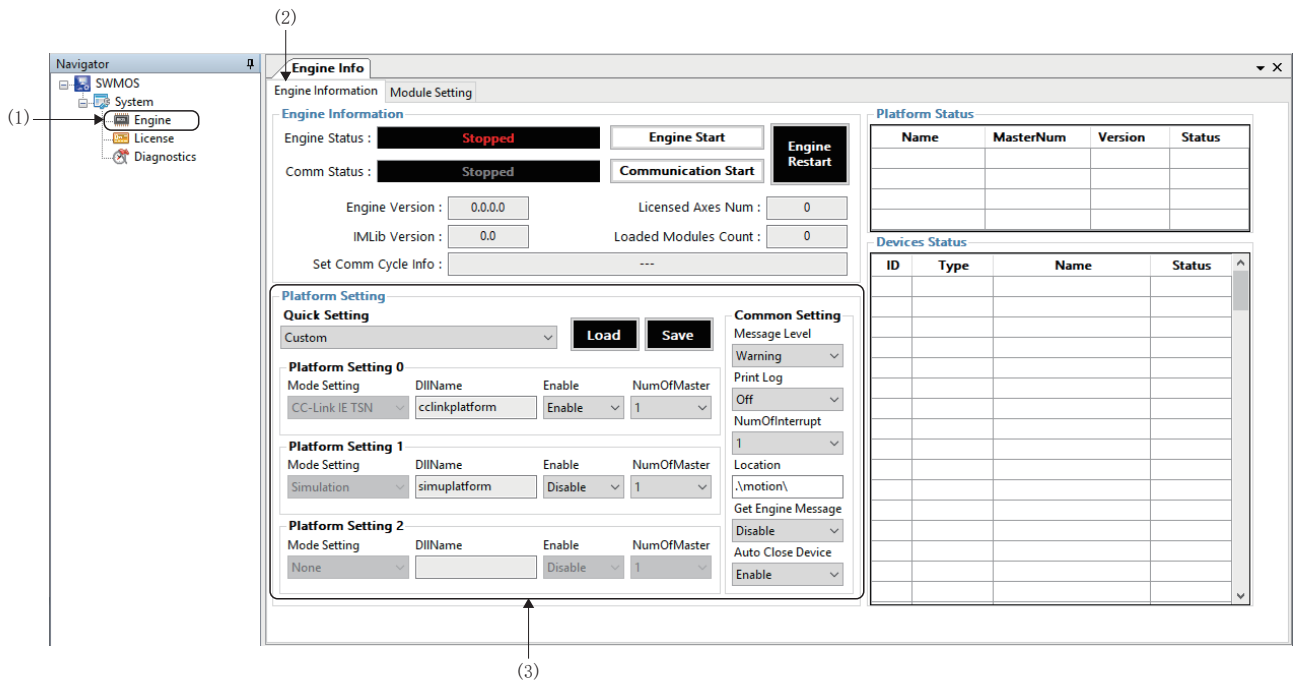 (2)
Navigator
SWMOS
System
(1)
Engine
License
Diagnostics
Engine Info
Engine Information Module Setting
Engine Information
Engine Status : Stopped Engine Start
Engine Restart
Comm Status : Stopped Communication Start
Engine Version : 0.0.0.0 Licensed Axes Num : 0
IMLib Version : 0.0 Loaded Modules Count : 0
Set Comm Cycle Info : ---
Platform Setting
Quick Setting
Custom Load Save
Platform Setting 0
Mode Setting DllName Enable NumOfMaster
CC-Link IE TSN cclinkplatform Enable 1
Platform Setting 1
Mode Setting DllName Enable NumOfMaster
Simulation simuplatform Disable 1
Platform Setting 2
Mode Setting DllName Enable NumOfMaster
None Disable 1
Common Setting
Message Level
Warning
Print Log
Off
NumOfInterrupt
1
Location
.\motion\
Get Engine Message
Disable
Auto Close Device
Enable
Platform Status
Name MasterNum Version Status
Devices Status
ID Type Name Status
(3)